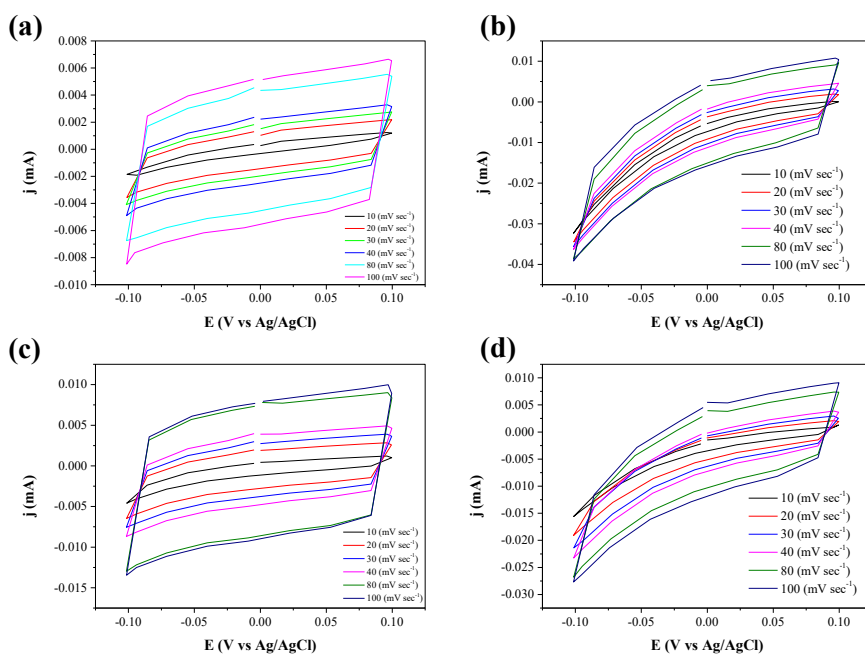 (a)
0.008
0.006
0.004
0.002
0.000
-0.002
-0.004
-0.006
-0.008
-0.010
j (mA)
-0.10
-0.05
0.00
0.05
0.10
E (V vs Ag/AgCl)
10 (mV sec⁻¹)
20 (mV sec⁻¹)
30 (mV sec⁻¹)
40 (mV sec⁻¹)
80 (mV sec⁻¹)
100 (mV sec⁻¹)
(b)
0.01
0.00
-0.01
-0.02
-0.03
-0.04
j (mA)
-0.10
-0.05
0.00
0.05
0.10
E (V vs Ag/AgCl)
10 (mV sec⁻¹)
20 (mV sec⁻¹)
30 (mV sec⁻¹)
40 (mV sec⁻¹)
80 (mV sec⁻¹)
100 (mV sec⁻¹)
(c)
0.010
0.005
0.000
-0.005
-0.010
-0.015
j (mA)
-0.10
-0.05
0.00
0.05
0.10
E (V vs Ag/AgCl)
10 (mV sec⁻¹)
20 (mV sec⁻¹)
30 (mV sec⁻¹)
40 (mV sec⁻¹)
80 (mV sec⁻¹)
100 (mV sec⁻¹)
(d)
0.010
0.005
0.000
-0.005
-0.010
-0.015
-0.020
-0.025
-0.030
j (mA)
-0.10
-0.05
0.00
0.05
0.10
E (V vs Ag/AgCl)
10 (mV sec⁻¹)
20 (mV sec⁻¹)
30 (mV sec⁻¹)
40 (mV sec⁻¹)
80 (mV sec⁻¹)
100 (mV sec⁻¹)